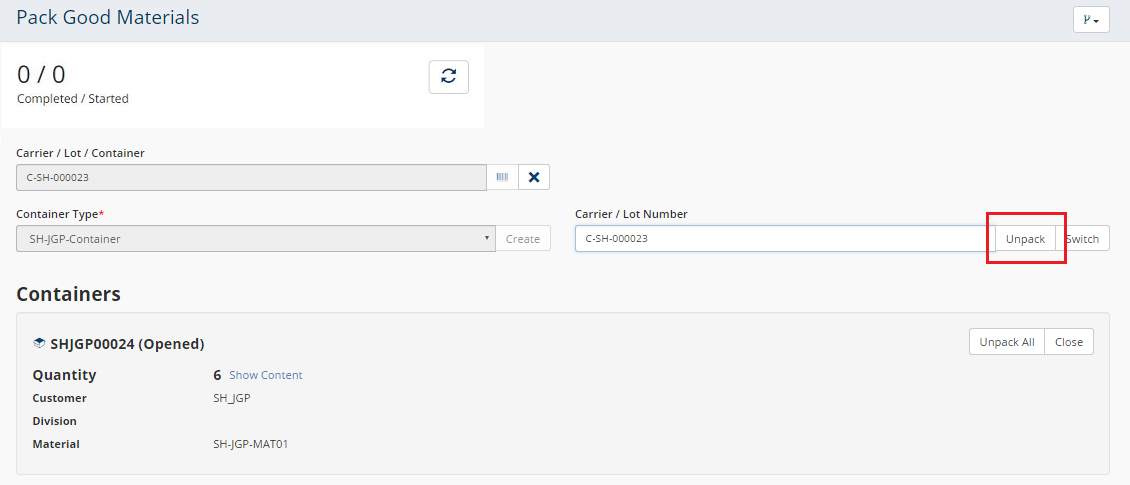 Pack Good Materials
0 / 0
Completed / Started
Carrier / Lot / Container
C-SH-000023
Container Type*
Carrier / Lot Number
SH-JGP-Container
Create
C-SH-000023
Unpack
Switch
Containers
SHJGP00024 (Opened)
Unpack All
Close
Quantity
6 Show Content
Customer
SH_JGP
Division
Material
SH-JGP-MAT01